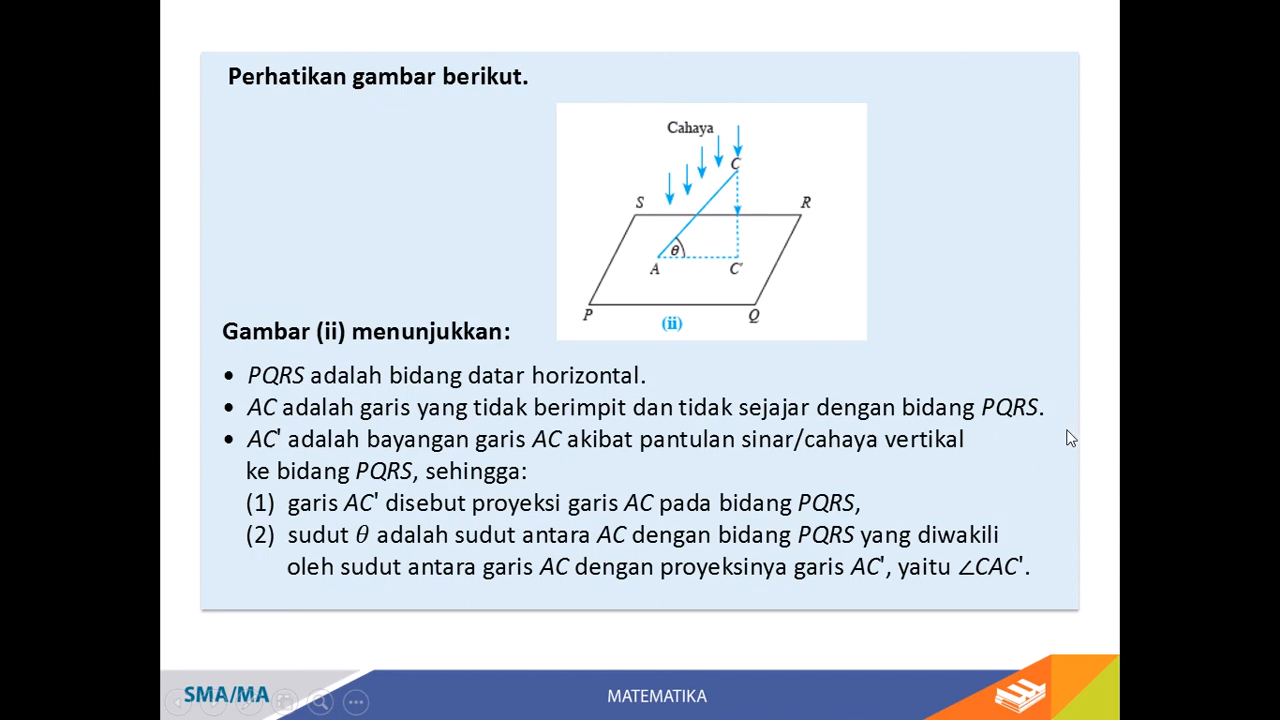 Perhatikan gambar berikut.
Cahaya
C
S
R
θ
A
C'
P
Q
(ii)
Gambar (ii) menunjukkan:
• PQRS adalah bidang datar horizontal.
• AC adalah garis yang tidak berimpit dan tidak sejajar dengan bidang PQRS.
• AC' adalah bayangan garis AC akibat pantulan sinar/cahaya vertikal
ke bidang PQRS, sehingga:
(1) garis AC' disebut proyeksi garis AC pada bidang PQRS,
(2) sudut θ adalah sudut antara AC dengan bidang PQRS yang diwakili
oleh sudut antara garis AC dengan proyeksinya garis AC', yaitu ∠CAC'.
SMA/MA
MATEMATIKA